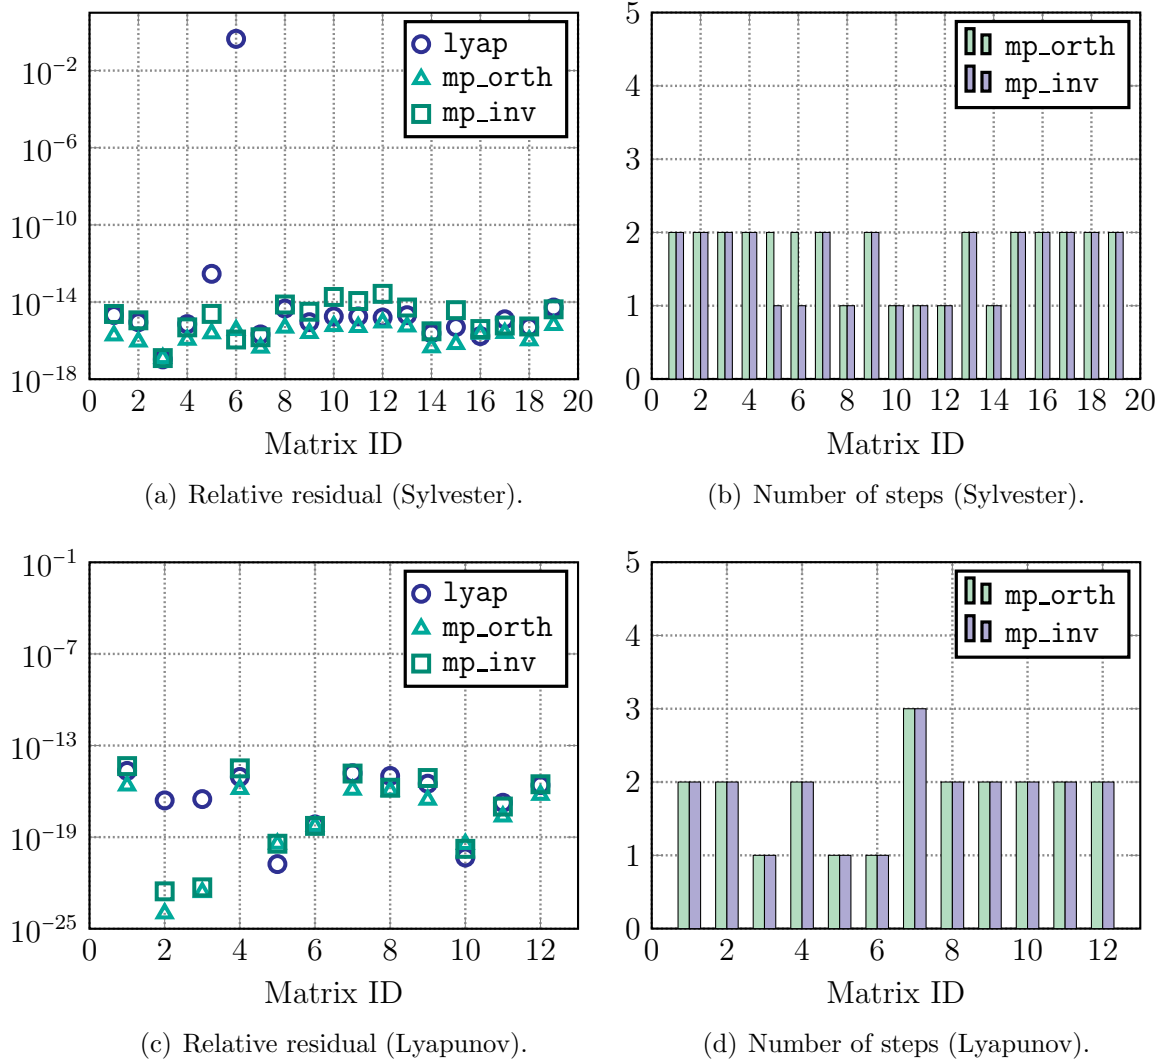 10^{-2}
10^{-6}
10^{-10}
10^{-14}
10^{-18}
lyap
mp_orth
mp_inv
0 2 4 6 8 10 12 14 16 18 20
Matrix ID
(a) Relative residual (Sylvester).
5
4
3
2
1
0
mp_orth
mp_inv
0 2 4 6 8 10 12 14 16 18 20
Matrix ID
(b) Number of steps (Sylvester).
10^{-1}
10^{-7}
10^{-13}
10^{-19}
10^{-25}
lyap
mp_orth
mp_inv
0 2 4 6 8 10 12
Matrix ID
(c) Relative residual (Lyapunov).
5
4
3
2
1
0
mp_orth
mp_inv
0 2 4 6 8 10 12
Matrix ID
(d) Number of steps (Lyapunov).